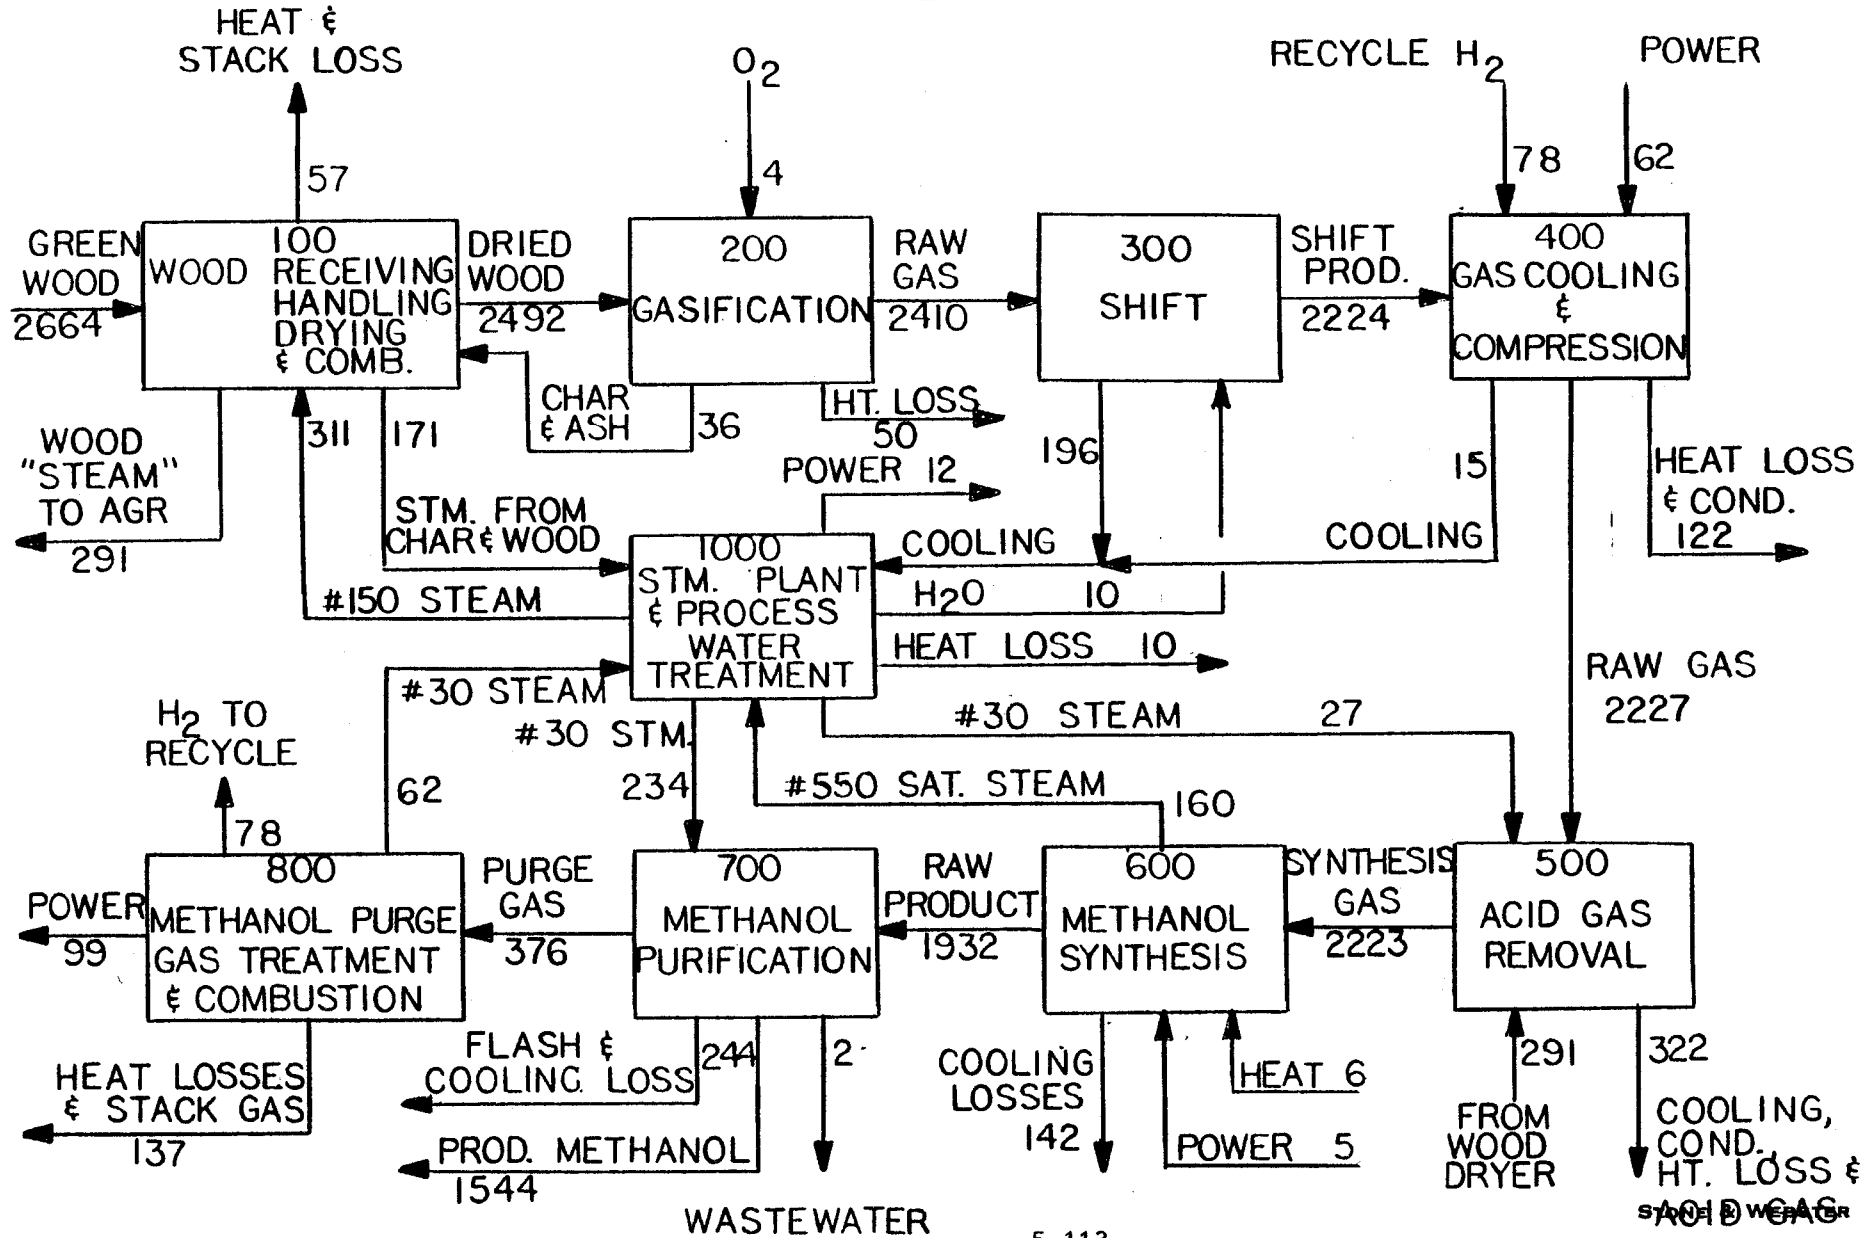 HEAT &
STACK LOSS
57
O2
4
RECYCLE H2
78
POWER
62
GREEN
WOOD
2664
100
WOOD RECEIVING
HANDLING
DRYING
& COMB.
DRIED
WOOD
2492
200
GASIFICATION
RAW
GAS
2410
300
SHIFT
SHIFT
PROD.
2224
400
GAS COOLING
&
COMPRESSION
WOOD
"STEAM"
TO AGR
291
311
171
CHAR
& ASH
36
HT. LOSS
50
POWER 12
196
15
HEAT LOSS
& COND.
122
STM. FROM
CHAR & WOOD
#150 STEAM
1000
STM. PLANT
& PROCESS
WATER
TREATMENT
COOLING
COOLING
H2O 10
HEAT LOSS 10
RAW GAS
2227
#30 STEAM
62
#30 STM.
234
#30 STEAM 27
#550 SAT. STEAM
160
H2 TO
RECYCLE
78
POWER
99
800
METHANOL PURGE
GAS TREATMENT
& COMBUSTION
PURGE
GAS
376
700
METHANOL
PURIFICATION
RAW
PRODUCT
1932
600
METHANOL
SYNTHESIS
SYNTHESIS
GAS
2223
500
ACID GAS
REMOVAL
HEAT LOSSES
& STACK GAS
137
FLASH &
COOLING LOSS
244
PROD. METHANOL
1544
2
WASTEWATER
COOLING
LOSSES
142
HEAT 6
POWER 5
291
FROM
WOOD
DRYER
322
COOLING,
COND.,
HT. LOSS &
ACID GAS
STONE & WEBSTER
5-113